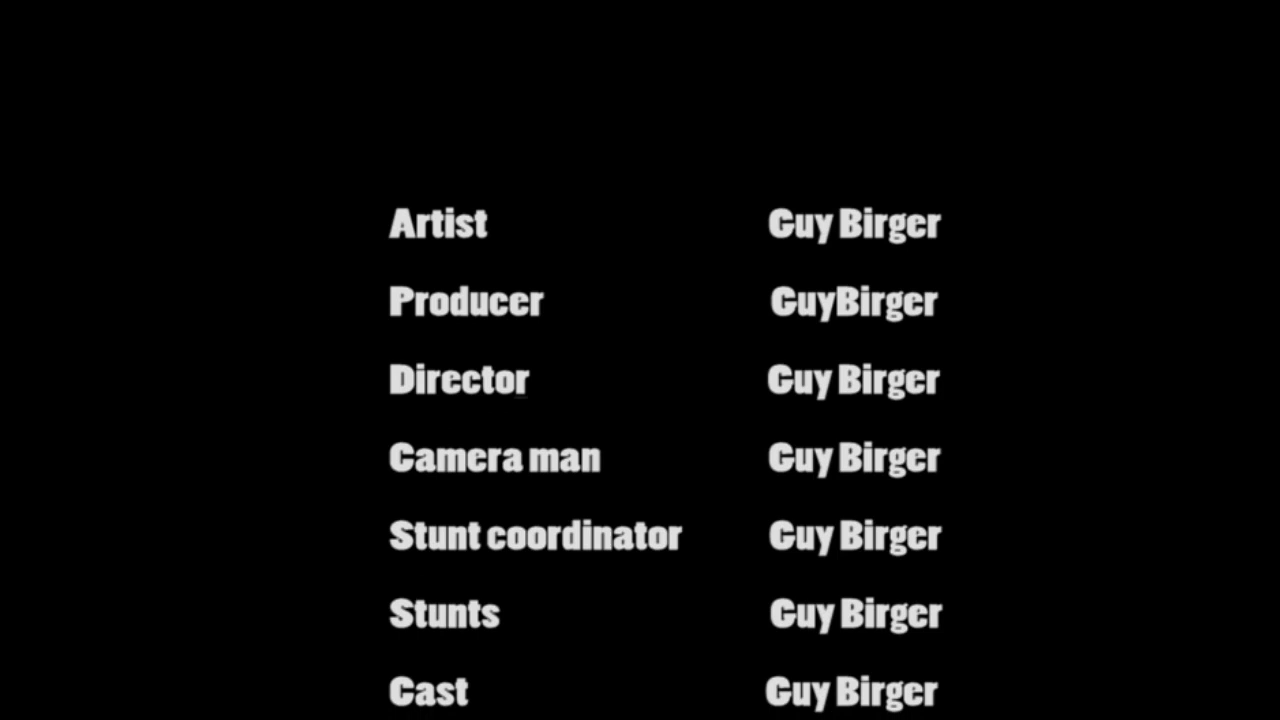 Artist Guy Birger
Producer GuyBirger
Director Guy Birger
Camera man Guy Birger
Stunt coordinator Guy Birger
Stunts Guy Birger
Cast Guy Birger